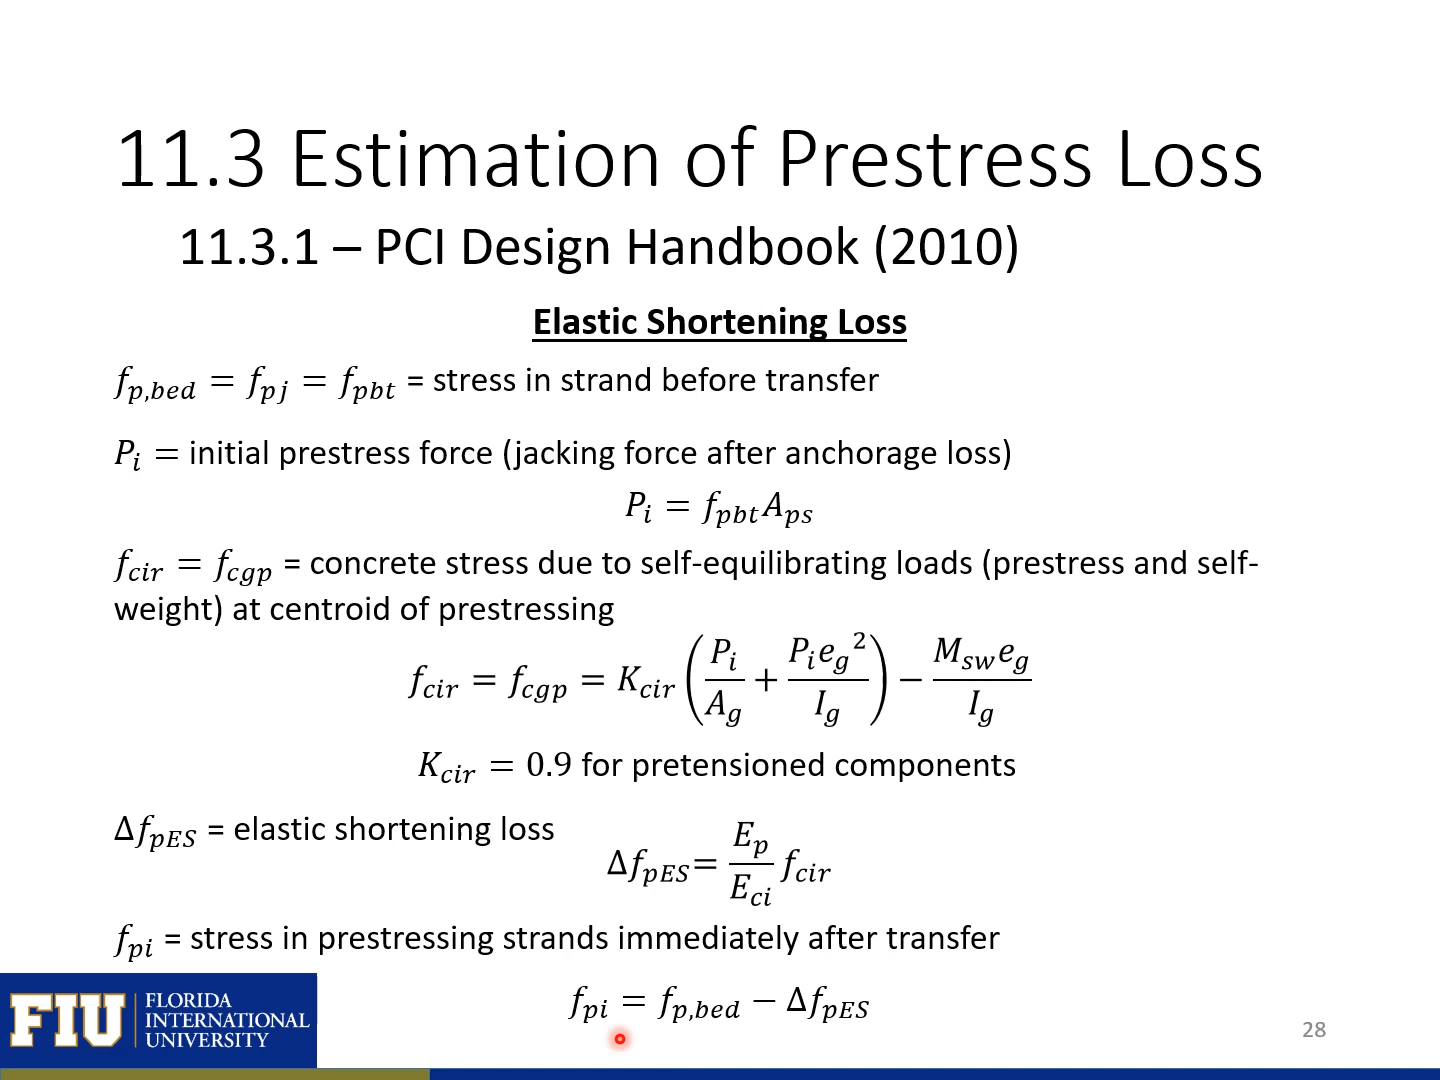 11.3 Estimation of Prestress Loss
11.3.1 – PCI Design Handbook (2010)
Elastic Shortening Loss
f_{p,bed} = f_{pj} = f_{pbt} = stress in strand before transfer
P_i = initial prestress force (jacking force after anchorage loss)
P_i = f_{pbt} A_{ps}
f_{cir} = f_{cgp} = concrete stress due to self-equilibrating loads (prestress and self-
weight) at centroid of prestressing
f_{cir} = f_{cgp} = K_{cir} (P_i/A_g + P_i e_g^2/I_g) − M_{sw} e_g/I_g
K_{cir} = 0.9 for pretensioned components
Δf_{pES} = elastic shortening loss
Δf_{pES} = E_p/E_{ci} f_{cir}
f_{pi} = stress in prestressing strands immediately after transfer
f_{pi} = f_{p,bed} − Δf_{pES}
FIU
FLORIDA
INTERNATIONAL
UNIVERSITY
28